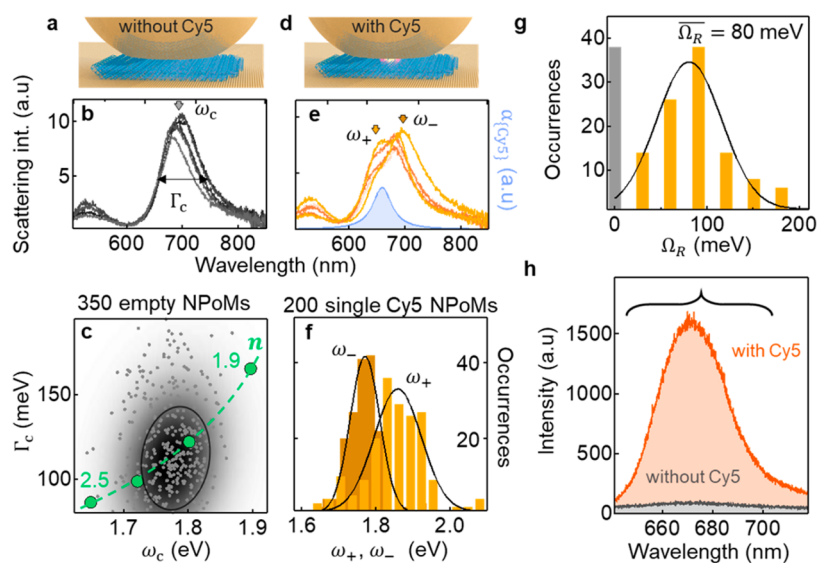 a
without Cy5
b
ω_c
Γ_c
10
5
Scattering int. (a.u)
600
700
800
d
with Cy5
e
ω_+
ω_−
α_{Cy5} (a.u)
600
700
800
Wavelength (nm)
350 empty NPoMs
c
n
1.9
2.5
150
100
Γ_c (meV)
1.7
1.8
1.9
ω_c (eV)
200 single Cy5 NPoMs
f
ω_−
ω_+
40
20
Occurrences
1.6
1.8
2.0
ω_+, ω_− (eV)
g
Ω_R = 80 meV
40
30
20
10
Occurrences
0
100
200
Ω_R (meV)
h
with Cy5
without Cy5
1500
1000
500
0
Intensity (a.u)
660
680
700
Wavelength (nm)